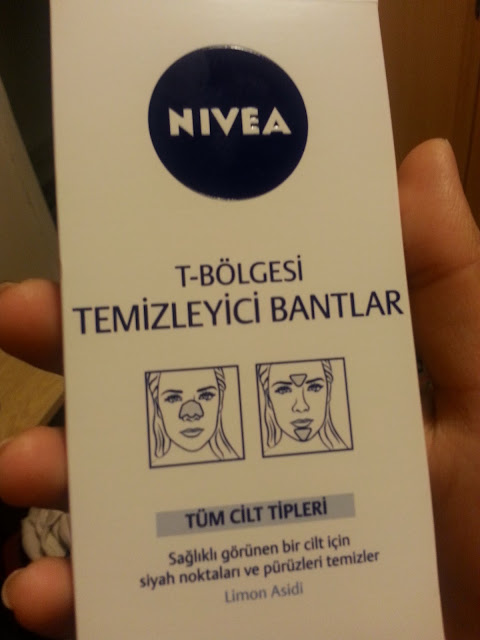 NIVEA
T-BÖLGESİ
TEMİZLEYİCİ BANTLAR
TÜM CİLT TİPLERİ
Sağlıklı görünen bir cilt için
siyah noktaları ve pürüzleri temizler
Limon Asidi